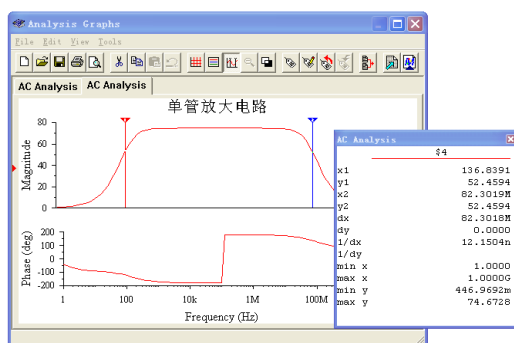 Analysis Graphs
File Edit View Tools
AC Analysis AC Analysis
单管放大电路
Magnitude
80
60
40
20
0
Phase (deg)
200
100
0
-100
-200
1 100 10k 1M 100M
Frequency (Hz)
AC Analysis
$4
x1 136.8391
y1 52.4594
x2 82.3019M
y2 52.4594
dx 82.3018M
dy 0.0000
1/dx 12.1504n
1/dy
min x 1.0000
max x 1.0000G
min y 446.9692m
max y 74.6728